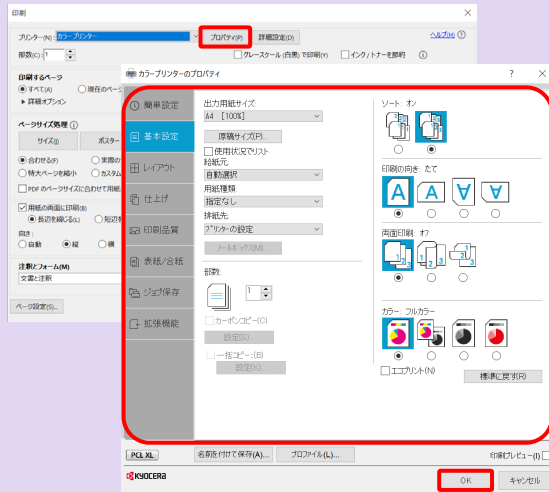 印刷
プリンター(N): カラープリンター プロパティ(P) 詳細設定(D) ヘルプ(H)
部数(C): 1 グレースケール (白黒) で印刷(Y) インク/トナーを節約
印刷するページ
すべて(A) 現在のページ
詳細オプション
ページサイズ処理
サイズ(I) ポスター
合わせる(F) 実際の
特大ページを縮小 カスタム
PDF のページサイズに合わせて用紙
用紙の両面に印刷(B)
長辺を綴じる(L) 短辺を
向き:
自動 縦 横
注釈とフォーム(M)
文書と注釈
ページ設定(S)...
カラープリンターのプロパティ ? ×
簡単設定
基本設定
レイアウト
仕上げ
印刷品質
表紙/合紙
ジョブ保存
拡張機能
出力用紙サイズ:
A4 [100%]
原稿サイズ(P)...
使用状況でリスト
給紙元:
自動選択
用紙種類:
指定なし
排紙先:
プリンターの設定
メールボックス(M)
部数:
1
カーボンコピー(C)
設定(S)...
一括コピー:(B)
設定(K)...
ソート: オン
印刷の向き: たて
A A A A
両面印刷: オフ
カラー: フルカラー
エコプリント(N)
標準に戻す(R)
PCL XL 名前を付けて保存(A)... プロファイル(L)... 印刷プレビュー(I)
KYOCERA OK キャンセル